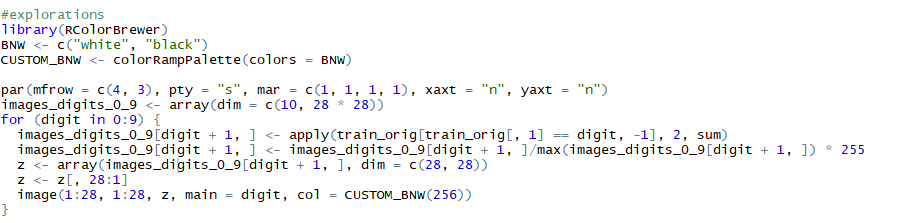 #explorations
library(RColorBrewer)
BNW <- c("white", "black")
CUSTOM_BNW <- colorRampPalette(colors = BNW)

par(mfrow = c(4, 3), pty = "s", mar = c(1, 1, 1, 1), xaxt = "n", yaxt = "n")
images_digits_0_9 <- array(dim = c(10, 28 * 28))
for (digit in 0:9) {
  images_digits_0_9[digit + 1, ] <- apply(train_orig[train_orig[, 1] == digit, -1], 2, sum)
  images_digits_0_9[digit + 1, ] <- images_digits_0_9[digit + 1, ]/max(images_digits_0_9[digit + 1, ]) * 255
  z <- array(images_digits_0_9[digit + 1, ], dim = c(28, 28))
  z <- z[, 28:1]
  image(1:28, 1:28, z, main = digit, col = CUSTOM_BNW(256))
}